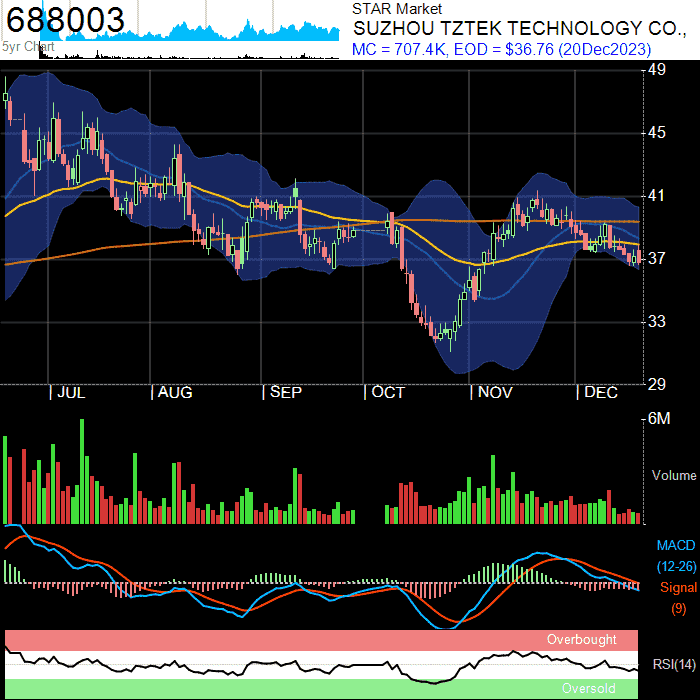 688003
5yr Chart
STAR Market
SUZHOU TZTEK TECHNOLOGY CO.,
MC = 707.4K, EOD = $36.76 (20Dec2023)
49
45
41
37
33
29
JUL
AUG
SEP
OCT
NOV
DEC
6M
Volume
MACD
(12-26)
Signal
(9)
Overbought
RSI(14)
Oversold